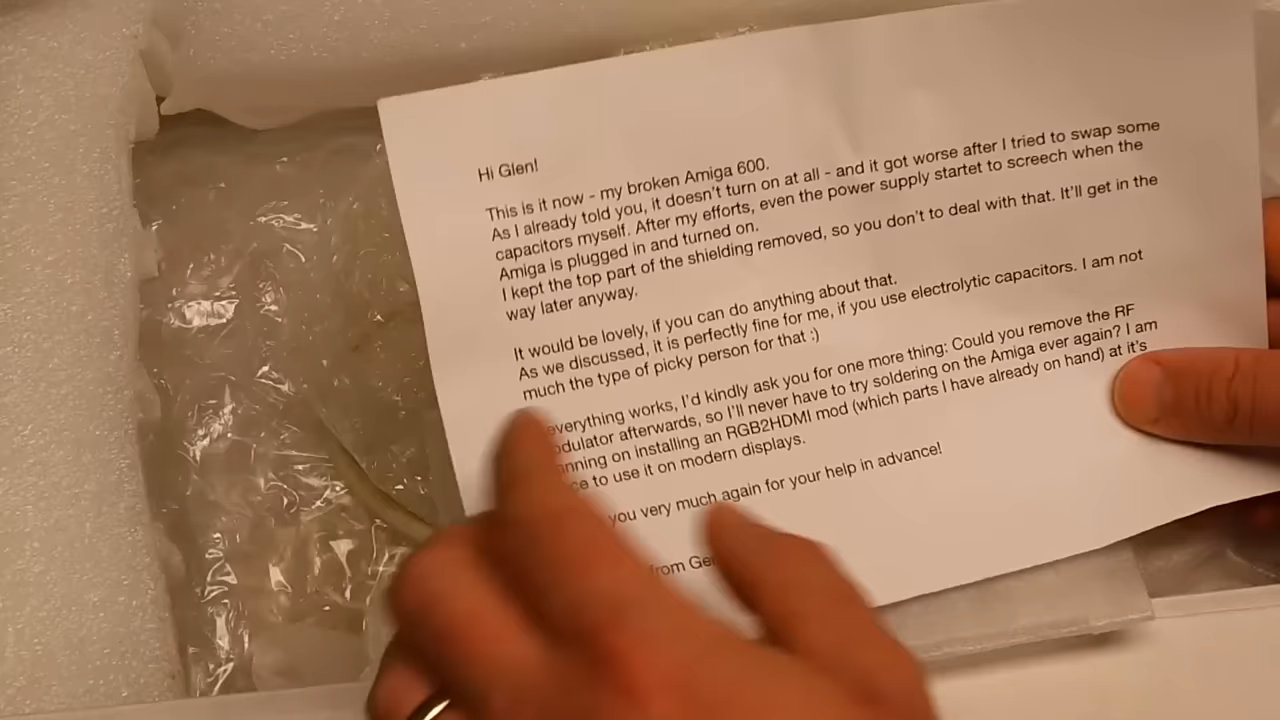 Hi Glen!
This is it now - my broken Amiga 600.
As I already told you, it doesn't turn on at all - and it got worse after I tried to swap some
capacitors myself. After my efforts, even the power supply startet to screech when the
Amiga is plugged in and turned on.
I kept the top part of the shielding removed, so you don't to deal with that. It'll get in the
way later anyway.
It would be lovely, if you can do anything about that.
As we discussed, it is perfectly fine for me, if you use electrolytic capacitors. I am not
much the type of picky person for that :)
everything works, I'd kindly ask you for one more thing: Could you remove the RF
odulator afterwards, so I'll never have to try soldering on the Amiga ever again? I am
nning on installing an RGB2HDMI mod (which parts I have already on hand) at it's
ce to use it on modern displays.
you very much again for your help in advance!
from Ge